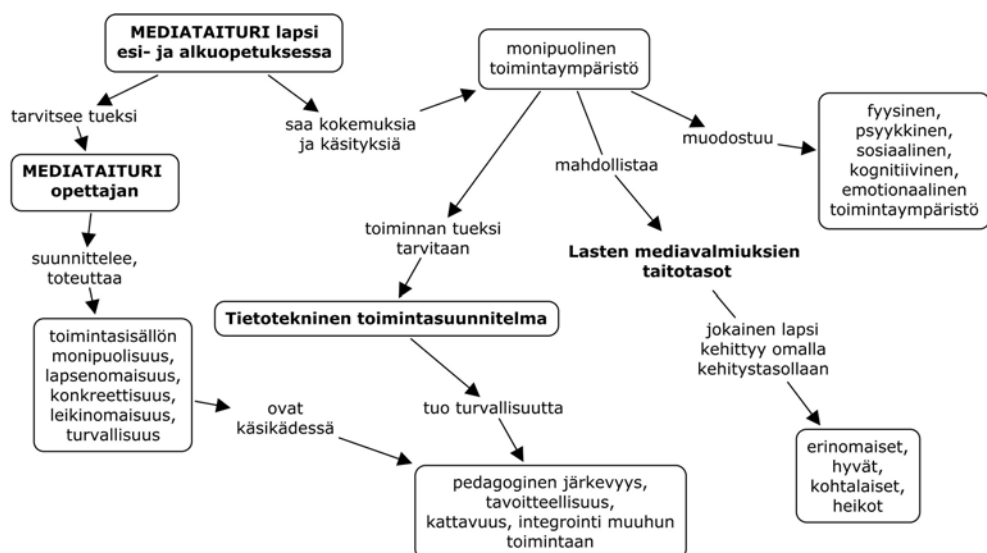 MEDIATAITURI lapsi
esi- ja alkuopetuksessa
monipuolinen
toimintaympäristö
tarvitsee tueksi
saa kokemuksia
ja käsityksiä
muodostuu
fyysinen,
psyykkinen,
sosiaalinen,
kognitiivinen,
emotionaalinen
toimintaympäristö
MEDIATAITURI
opettajan
mahdollistaa
toiminnan tueksi
tarvitaan
suunnittelee,
toteuttaa
Lasten mediavalmiuksien
taitotasot
Tietotekninen toimintasuunnitelma
toimintasisällön
monipuolisuus,
lapsenomaisuus,
konkreettisuus,
leikinomaisuus,
turvallisuus
jokainen lapsi
kehittyy omalla
kehitystasollaan
ovat
käsikädessä
tuo turvallisuutta
erinomaiset,
hyvät,
kohtalaiset,
heikot
pedagoginen järkevyys,
tavoitteellisuus,
kattavuus, integrointi muuhun
toimintaan